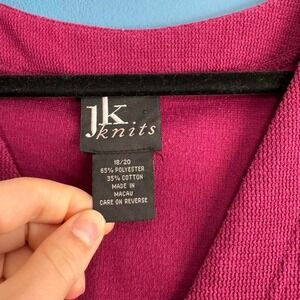 jk
knits
18/20
65% POLYESTER
35% COTTON
MADE IN
MACAU
CARE ON REVERSE